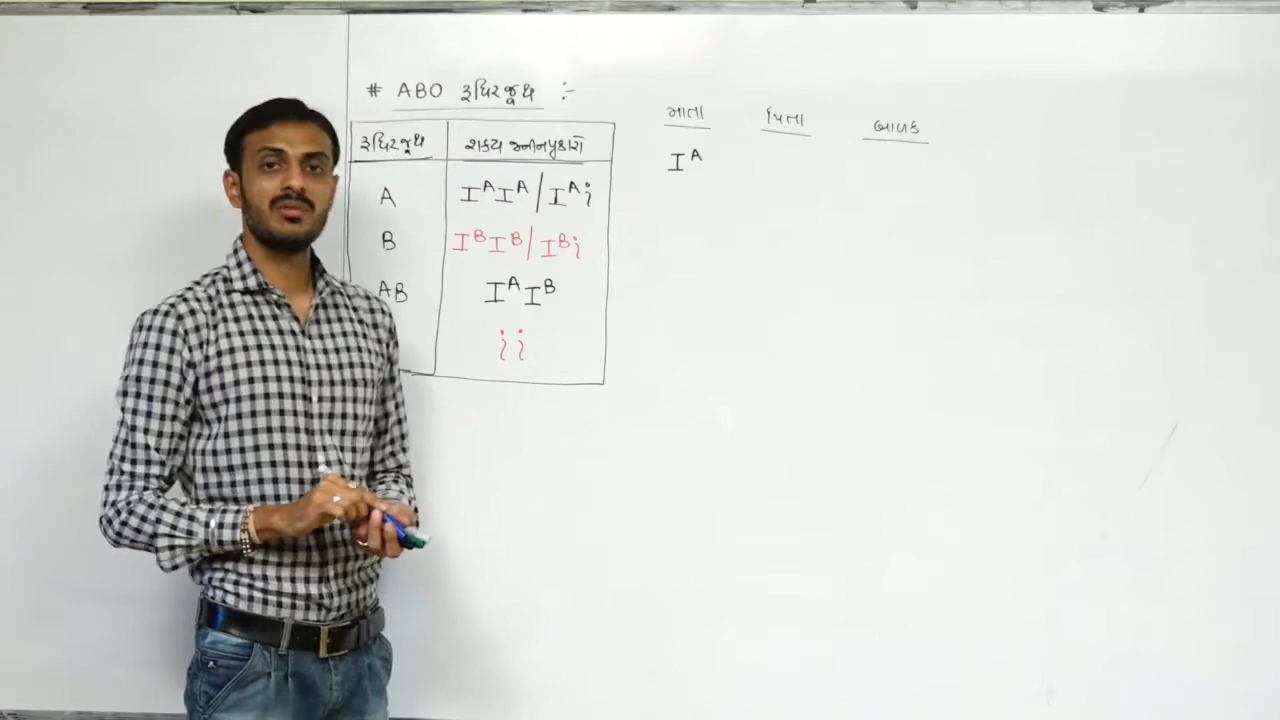 # ABO રૂધિરજૂથ :-
રૂધિરજૂથ શક્ય જનીનપ્રકારો
A IᴬIᴬ / Iᴬi
B IᴮIᴮ / Iᴮi
AB IᴬIᴮ
ii
માતા પિતા બાળક
Iᴬ